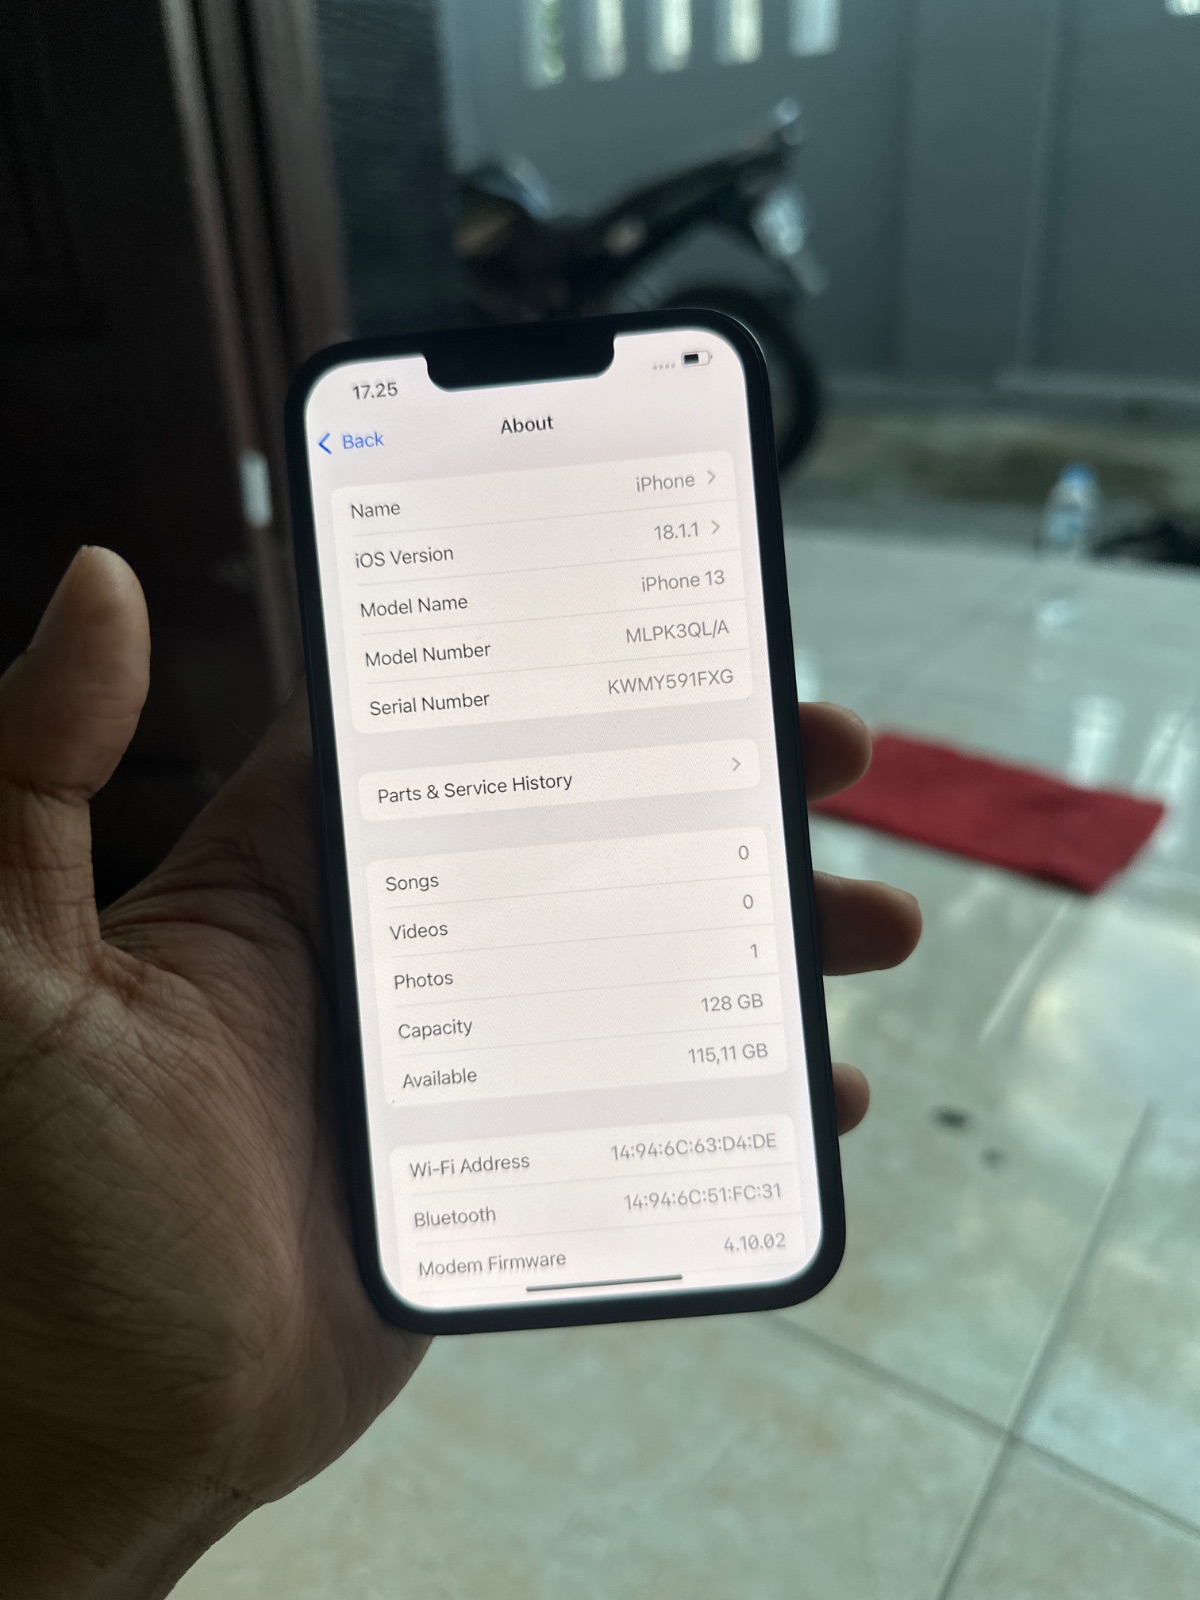 17.25
Back
About
Name iPhone
iOS Version 18.1.1
Model Name iPhone 13
Model Number MLPK3QL/A
Serial Number KWMY591FXG
Parts & Service History
Songs 0
Videos 0
Photos 1
Capacity 128 GB
Available 115,11 GB
Wi-Fi Address 14:94:6C:63:D4:DE
Bluetooth 14:94:6C:51:FC:31
Modem Firmware 4.10.02